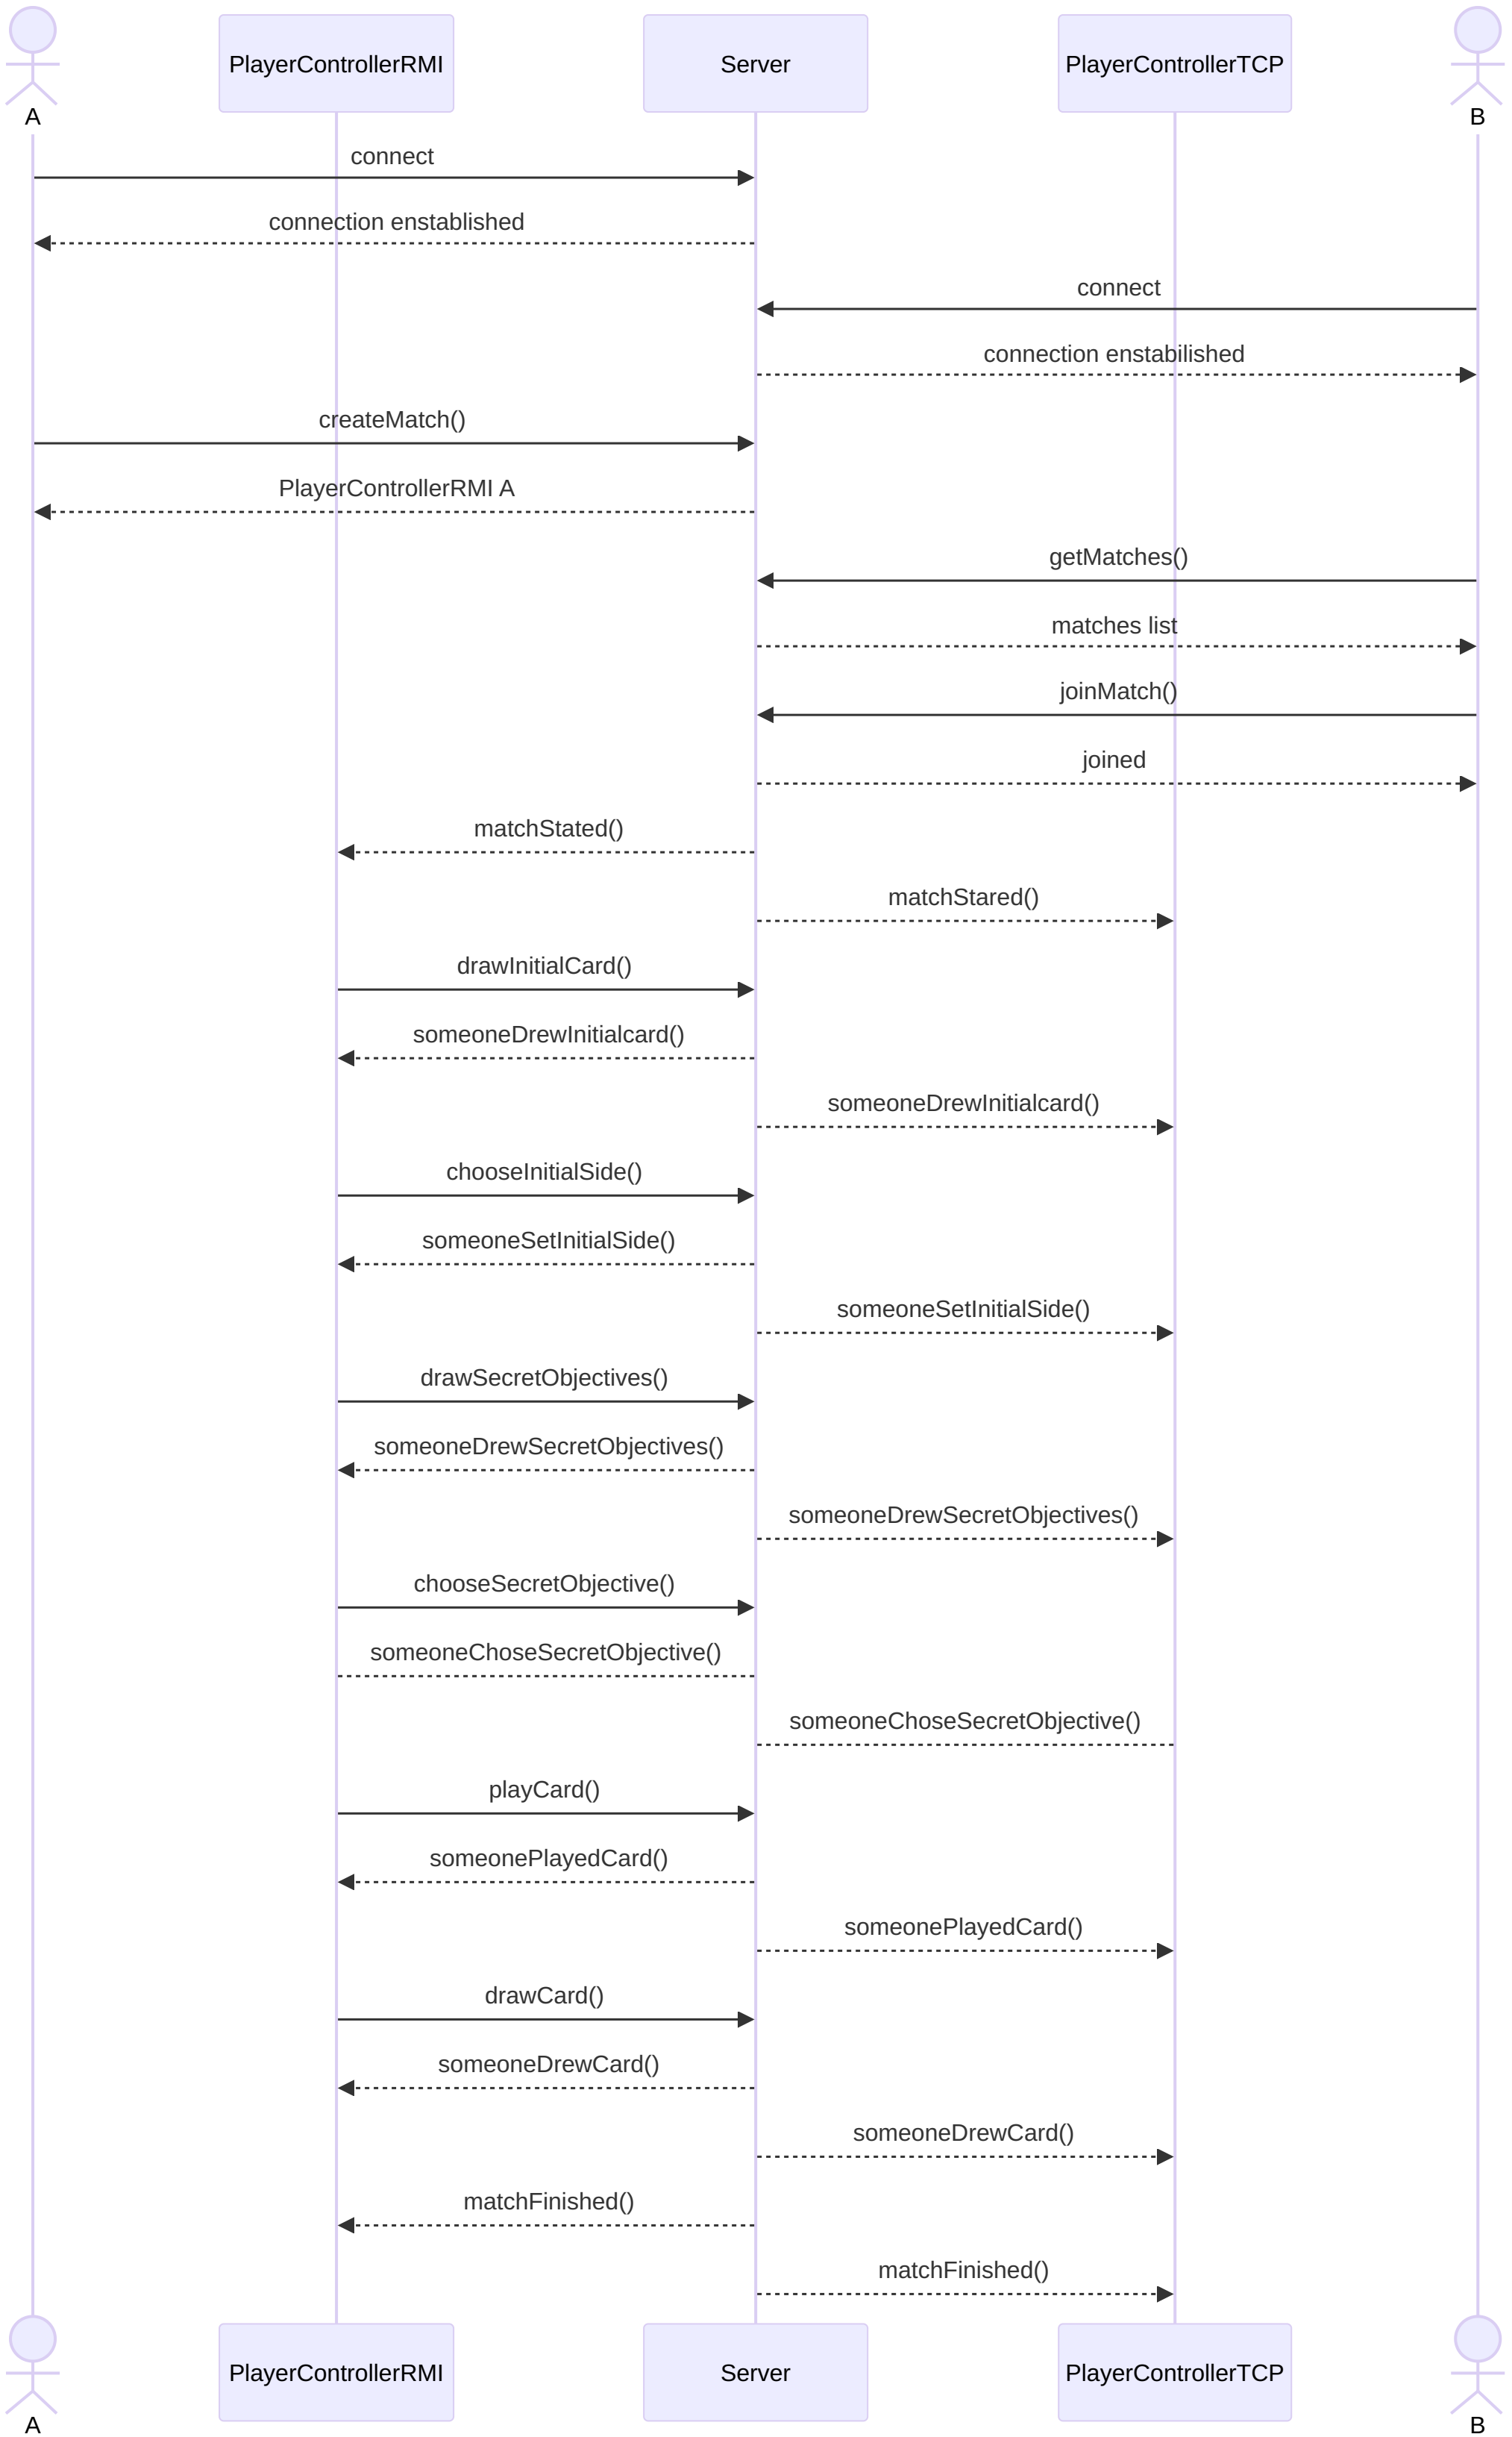 A
PlayerControllerRMI
Server
PlayerControllerTCP
B
connect
connection enstablished
connect
connection enstabilished
createMatch()
PlayerControllerRMI A
getMatches()
matches list
joinMatch()
joined
matchStated()
matchStared()
drawInitialCard()
someoneDrewInitialcard()
someoneDrewInitialcard()
chooseInitialSide()
someoneSetInitialSide()
someoneSetInitialSide()
drawSecretObjectives()
someoneDrewSecretObjectives()
someoneDrewSecretObjectives()
chooseSecretObjective()
someoneChoseSecretObjective()
someoneChoseSecretObjective()
playCard()
someonePlayedCard()
someonePlayedCard()
drawCard()
someoneDrewCard()
someoneDrewCard()
matchFinished()
matchFinished()
A
PlayerControllerRMI
Server
PlayerControllerTCP
B